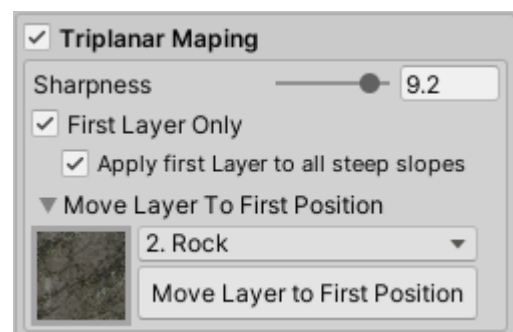 Triplanar Maping
Sharpness 9.2
First Layer Only
Apply first Layer to all steep slopes
Move Layer To First Position
2. Rock
Move Layer to First Position